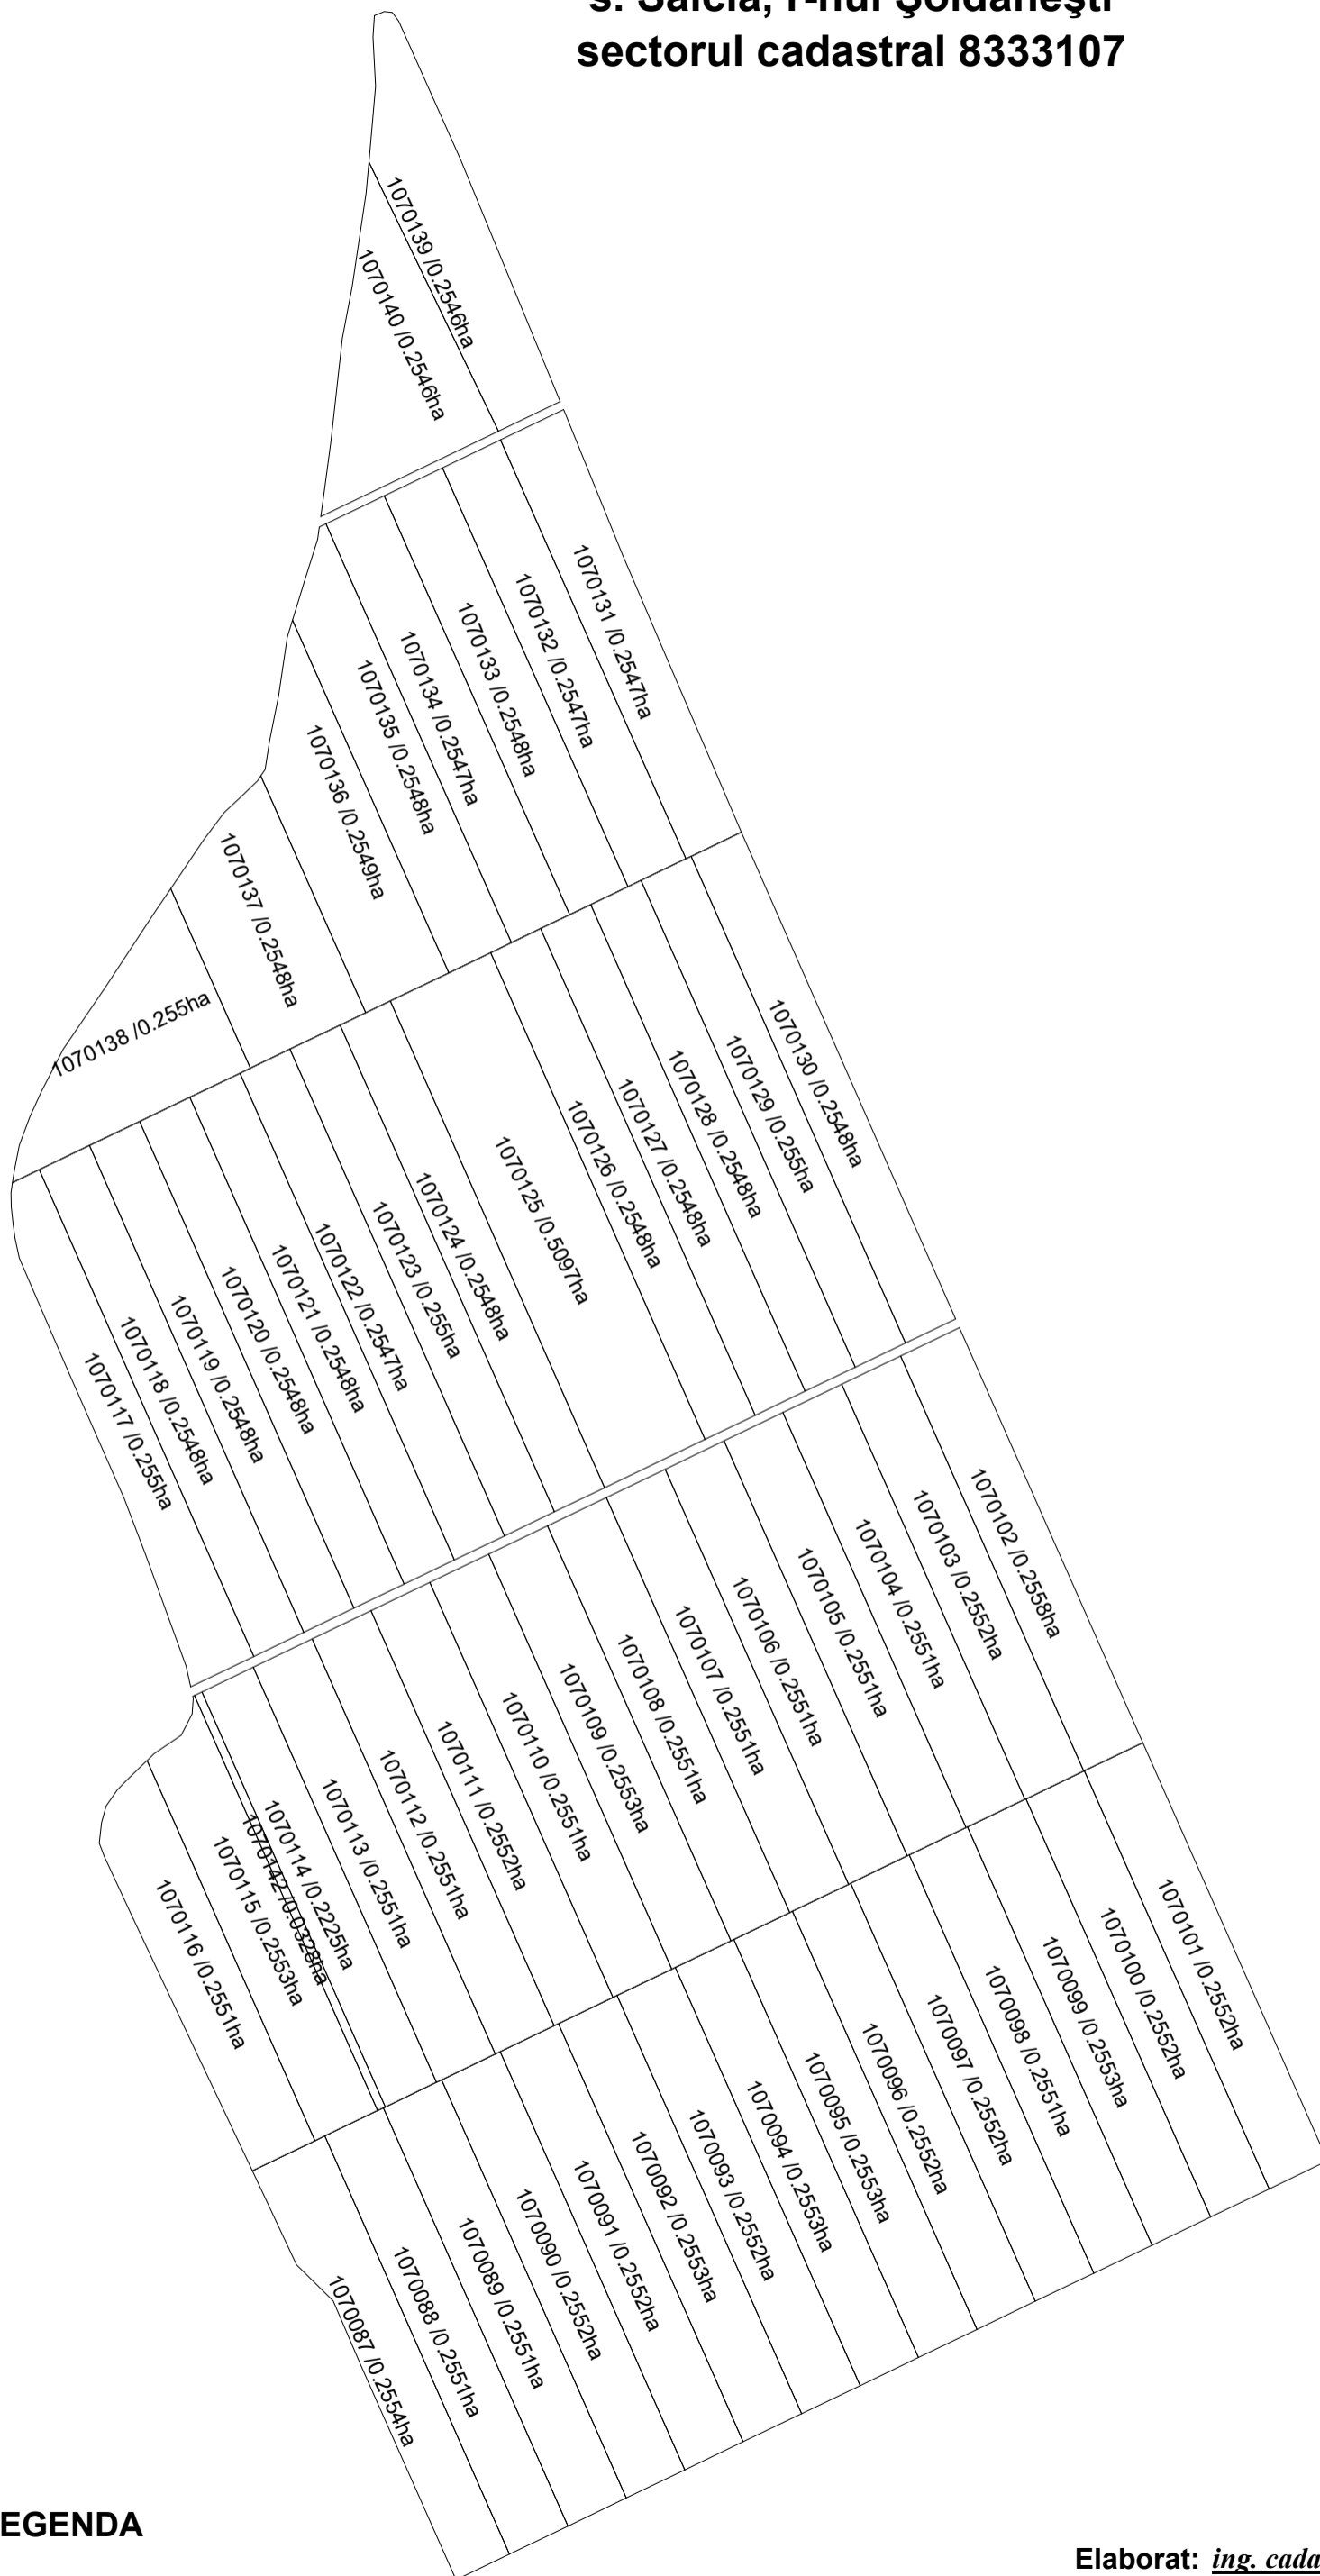 s. Salcia, r-nul Șoldănești
sectorul cadastral 8333107
1070139 /0.2546ha
1070140 /0.2546ha
1070131 /0.2547ha
1070132 /0.2547ha
1070133 /0.2548ha
1070134 /0.2547ha
1070135 /0.2548ha
1070136 /0.2549ha
1070137 /0.2548ha
1070138 /0.255ha
1070130 /0.2548ha
1070129 /0.255ha
1070128 /0.2548ha
1070127 /0.2548ha
1070126 /0.2548ha
1070125 /0.5097ha
1070124 /0.2548ha
1070123 /0.255ha
1070122 /0.2547ha
1070121 /0.2548ha
1070120 /0.2548ha
1070119 /0.2548ha
1070118 /0.2548ha
1070117 /0.255ha
1070102 /0.2558ha
1070103 /0.2552ha
1070104 /0.2551ha
1070105 /0.2551ha
1070106 /0.2551ha
1070107 /0.2551ha
1070108 /0.2551ha
1070109 /0.2553ha
1070110 /0.2551ha
1070111 /0.2552ha
1070112 /0.2551ha
1070113 /0.2551ha
1070114 /0.2225ha
1070142 /0.0328ha
1070115 /0.2553ha
1070116 /0.2551ha
1070101 /0.2552ha
1070100 /0.2552ha
1070099 /0.2553ha
1070098 /0.2551ha
1070097 /0.2552ha
1070096 /0.2552ha
1070095 /0.2553ha
1070094 /0.2553ha
1070093 /0.2552ha
1070092 /0.2553ha
1070091 /0.2552ha
1070090 /0.2552ha
1070089 /0.2551ha
1070088 /0.2551ha
1070087 /0.2554ha
EGENDA
Elaborat: ing. cada